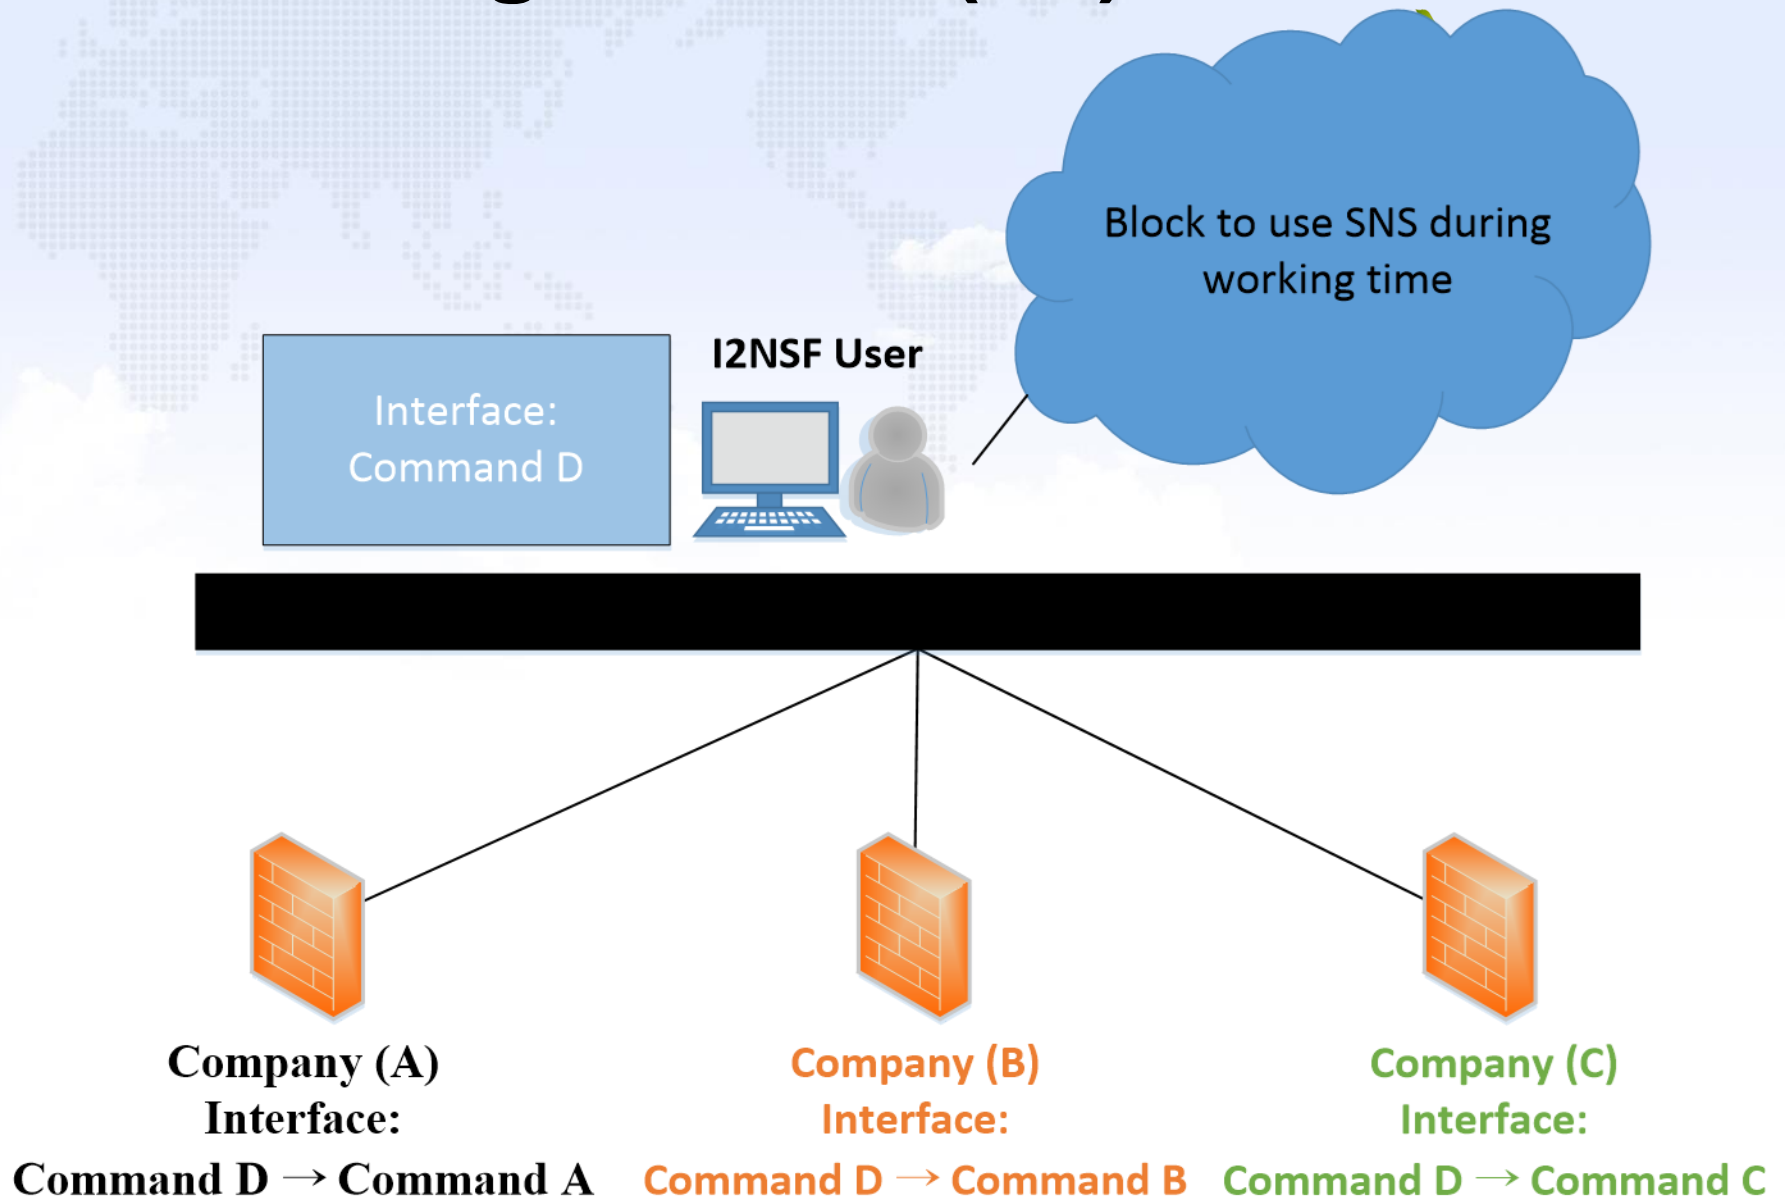 Block to use SNS during
working time
I2NSF User
Interface:
Command D
Company (A)
Interface:
Command D → Command A
Company (B)
Interface:
Command D → Command B
Company (C)
Interface:
Command D → Command C